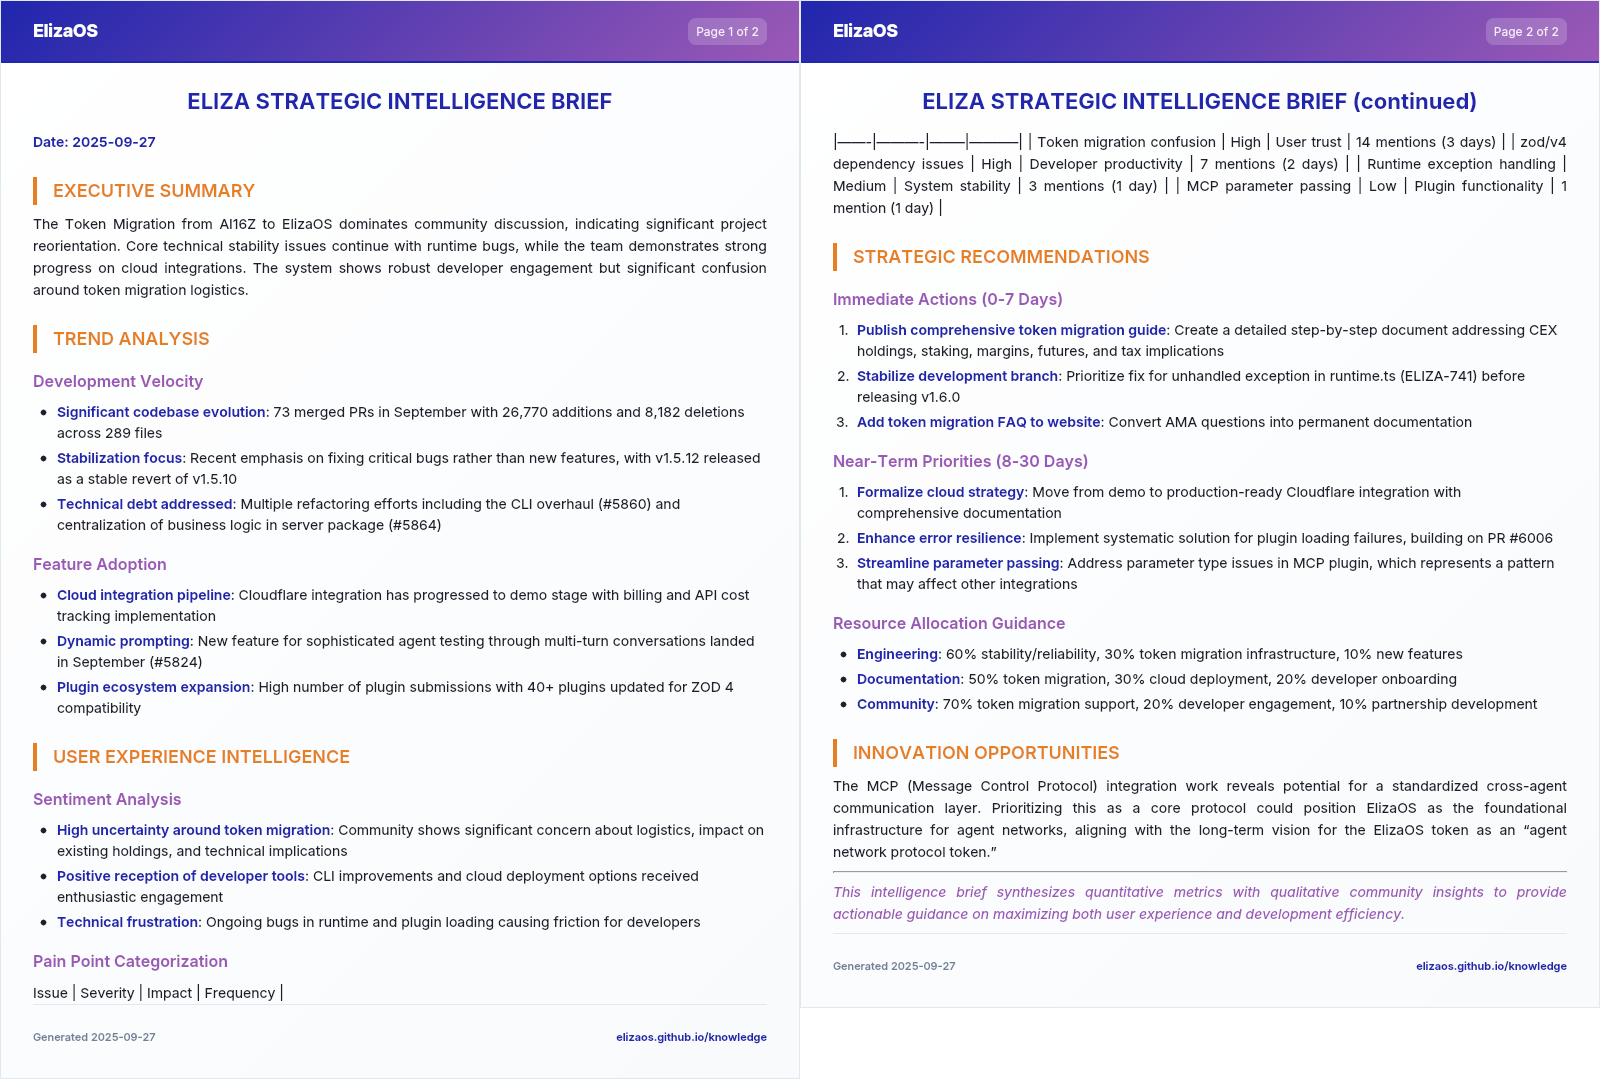 ElizaOS
Page 1 of 2
ELIZA STRATEGIC INTELLIGENCE BRIEF
Date: 2025-09-27
EXECUTIVE SUMMARY
The Token Migration from AI16Z to ElizaOS dominates community discussion, indicating significant project
reorientation. Core technical stability issues continue with runtime bugs, while the team demonstrates strong
progress on cloud integrations. The system shows robust developer engagement but significant confusion
around token migration logistics.
TREND ANALYSIS
Development Velocity
• Significant codebase evolution: 73 merged PRs in September with 26,770 additions and 8,182 deletions
across 289 files
• Stabilization focus: Recent emphasis on fixing critical bugs rather than new features, with v1.5.12 released
as a stable revert of v1.5.10
• Technical debt addressed: Multiple refactoring efforts including the CLI overhaul (#5860) and
centralization of business logic in server package (#5864)
Feature Adoption
• Cloud integration pipeline: Cloudflare integration has progressed to demo stage with billing and API cost
tracking implementation
• Dynamic prompting: New feature for sophisticated agent testing through multi-turn conversations landed
in September (#5824)
• Plugin ecosystem expansion: High number of plugin submissions with 40+ plugins updated for ZOD 4
compatibility
USER EXPERIENCE INTELLIGENCE
Sentiment Analysis
• High uncertainty around token migration: Community shows significant concern about logistics, impact on
existing holdings, and technical implications
• Positive reception of developer tools: CLI improvements and cloud deployment options received
enthusiastic engagement
• Technical frustration: Ongoing bugs in runtime and plugin loading causing friction for developers
Pain Point Categorization
Issue | Severity | Impact | Frequency |
Generated 2025-09-27
elizaos.github.io/knowledge
ElizaOS
Page 2 of 2
ELIZA STRATEGIC INTELLIGENCE BRIEF (continued)
|——-|———-|——–|———–| | Token migration confusion | High | User trust | 14 mentions (3 days) | | zod/v4
dependency issues | High | Developer productivity | 7 mentions (2 days) | | Runtime exception handling |
Medium | System stability | 3 mentions (1 day) | | MCP parameter passing | Low | Plugin functionality | 1
mention (1 day) |
STRATEGIC RECOMMENDATIONS
Immediate Actions (0-7 Days)
1. Publish comprehensive token migration guide: Create a detailed step-by-step document addressing CEX
holdings, staking, margins, futures, and tax implications
2. Stabilize development branch: Prioritize fix for unhandled exception in runtime.ts (ELIZA-741) before
releasing v1.6.0
3. Add token migration FAQ to website: Convert AMA questions into permanent documentation
Near-Term Priorities (8-30 Days)
1. Formalize cloud strategy: Move from demo to production-ready Cloudflare integration with
comprehensive documentation
2. Enhance error resilience: Implement systematic solution for plugin loading failures, building on PR #6006
3. Streamline parameter passing: Address parameter type issues in MCP plugin, which represents a pattern
that may affect other integrations
Resource Allocation Guidance
• Engineering: 60% stability/reliability, 30% token migration infrastructure, 10% new features
• Documentation: 50% token migration, 30% cloud deployment, 20% developer onboarding
• Community: 70% token migration support, 20% developer engagement, 10% partnership development
INNOVATION OPPORTUNITIES
The MCP (Message Control Protocol) integration work reveals potential for a standardized cross-agent
communication layer. Prioritizing this as a core protocol could position ElizaOS as the foundational
infrastructure for agent networks, aligning with the long-term vision for the ElizaOS token as an “agent
network protocol token.”
This intelligence brief synthesizes quantitative metrics with qualitative community insights to provide
actionable guidance on maximizing both user experience and development efficiency.
Generated 2025-09-27
elizaos.github.io/knowledge